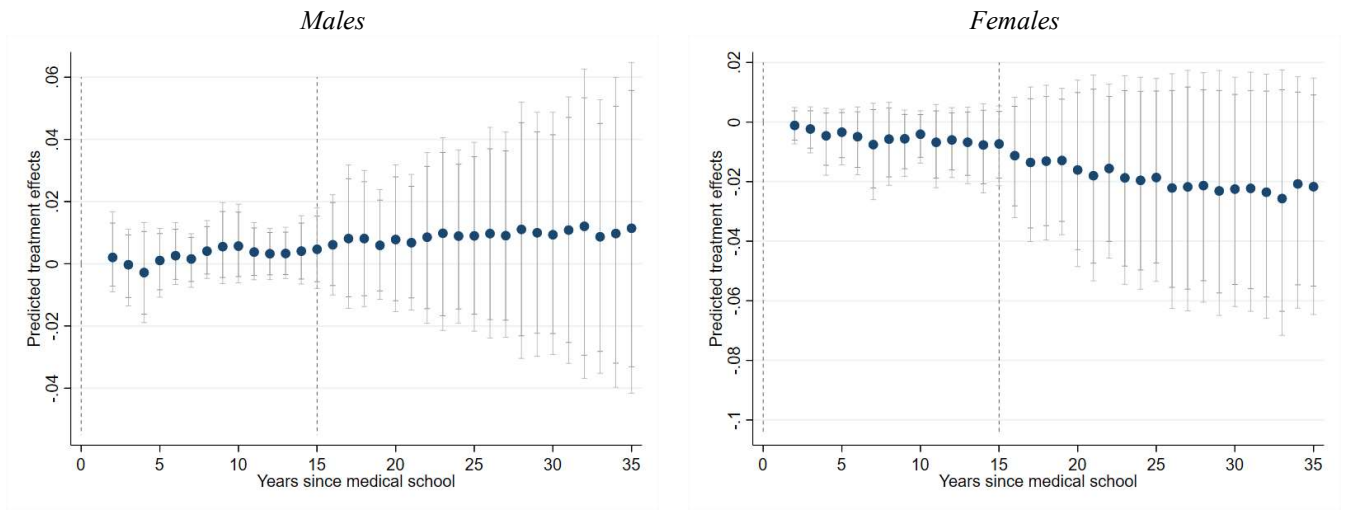 Males
Females
.06
.04
.02
0
-.02
-.04
Predicted treatment effects
0 5 10 15 20 25 30 35
Years since medical school
.02
0
-.02
-.04
-.06
-.08
-.1
Predicted treatment effects
0 5 10 15 20 25 30 35
Years since medical school